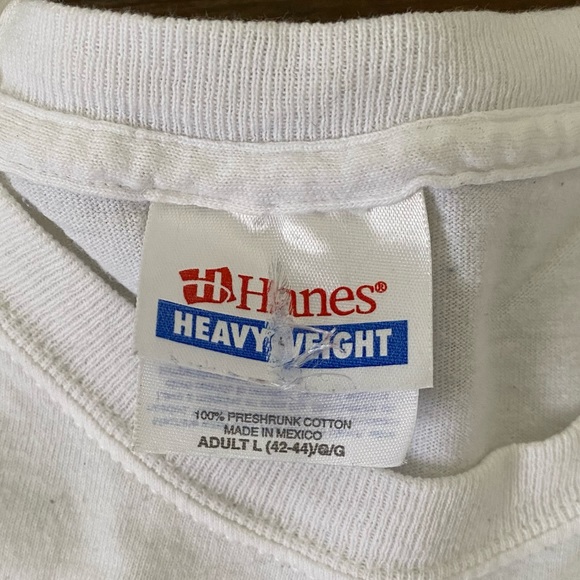 Hanes®
HEAVYWEIGHT
100% PRESHRUNK COTTON
MADE IN MEXICO
ADULT L (42-44)/G/G